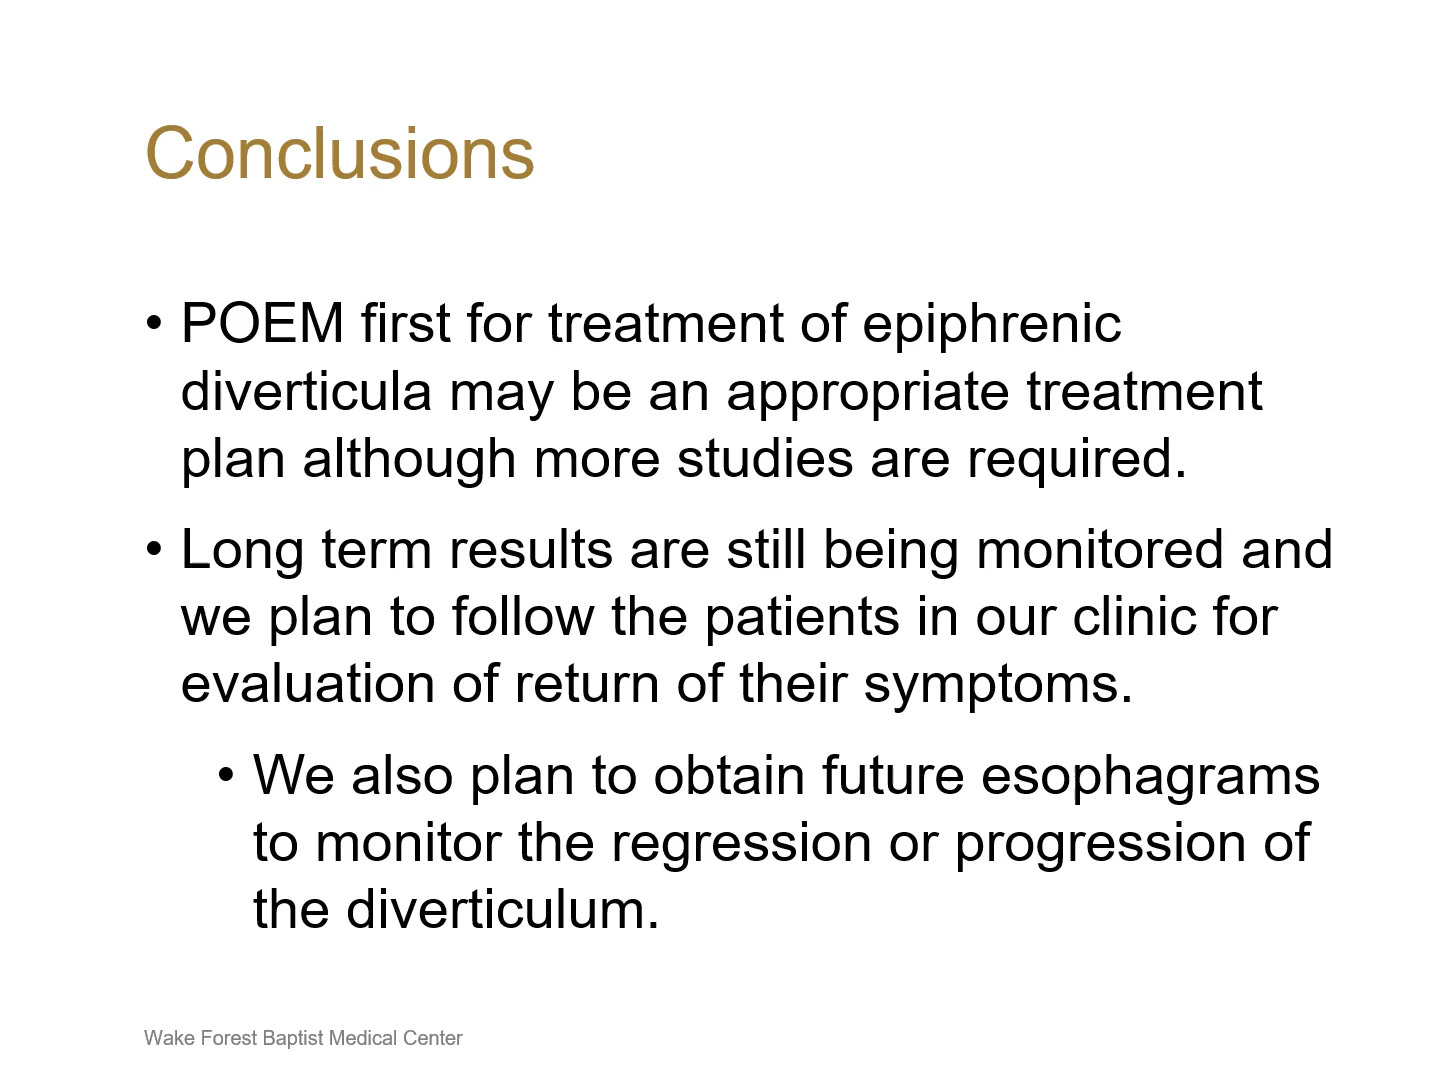 Conclusions
• POEM first for treatment of epiphrenic
diverticula may be an appropriate treatment
plan although more studies are required.
• Long term results are still being monitored and
we plan to follow the patients in our clinic for
evaluation of return of their symptoms.
• We also plan to obtain future esophagrams
to monitor the regression or progression of
the diverticulum.
Wake Forest Baptist Medical Center